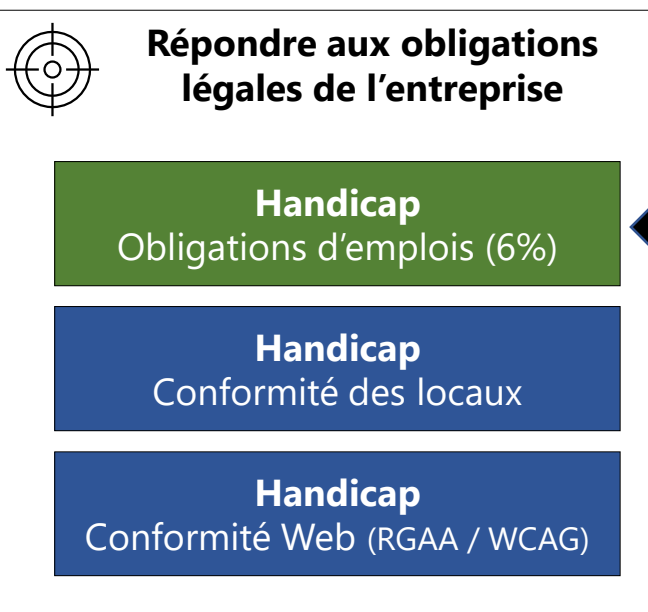 Répondre aux obligations
légales de l’entreprise
Handicap
Obligations d’emplois (6%)
Handicap
Conformité des locaux
Handicap
Conformité Web (RGAA / WCAG)